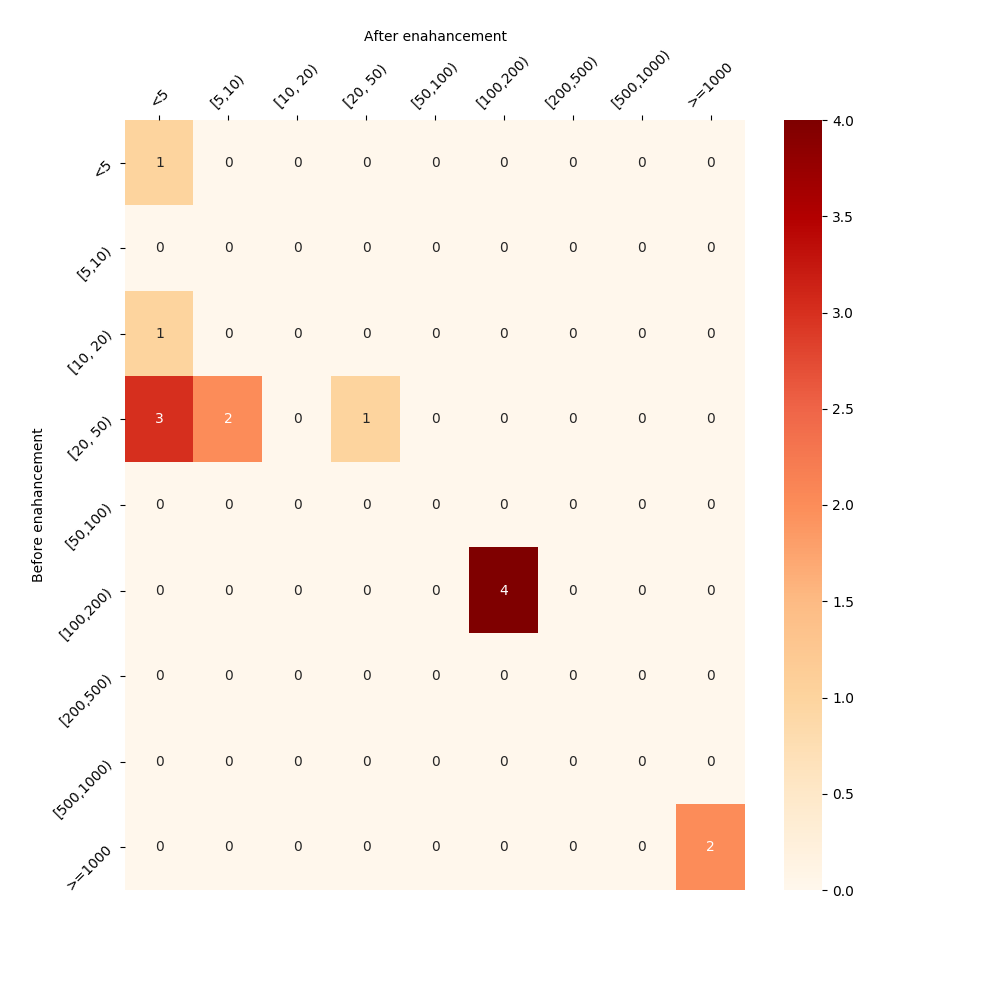 After enahancement
<5 [5,10) [10, 20) [20, 50) [50,100) [100,200) [200,500) [500,1000) >=1000
Before enahancement
<5 1 0 0 0 0 0 0 0 0
[5,10) 0 0 0 0 0 0 0 0 0
[10, 20) 1 0 0 0 0 0 0 0 0
[20, 50) 3 2 0 1 0 0 0 0 0
[50,100) 0 0 0 0 0 0 0 0 0
[100,200) 0 0 0 0 0 4 0 0 0
[200,500) 0 0 0 0 0 0 0 0 0
[500,1000) 0 0 0 0 0 0 0 0 0
>=1000 0 0 0 0 0 0 0 0 2
4.0
3.5
3.0
2.5
2.0
1.5
1.0
0.5
0.0